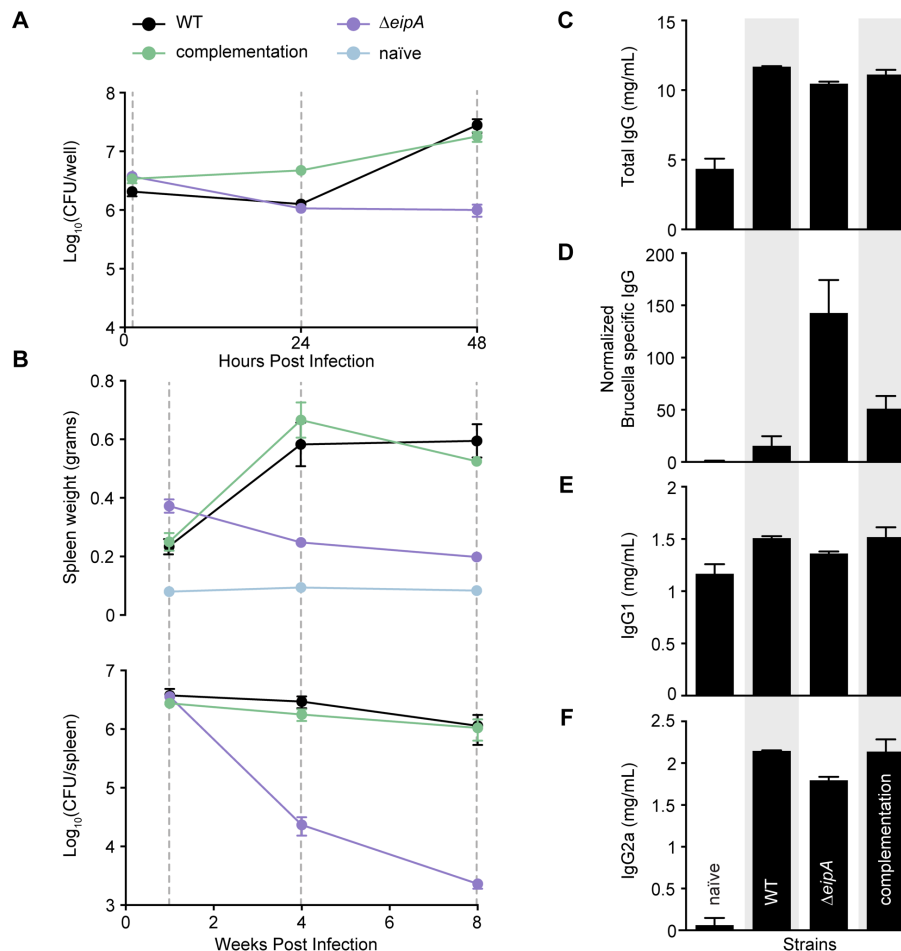 A
WT
ΔeipA
complementation
naïve
Log10(CFU/well)
8
7
6
5
4
0
24
48
Hours Post Infection
B
Spleen weight (grams)
0.8
0.6
0.4
0.2
0
Log10(CFU/spleen)
7
6
5
4
3
0
2
4
6
8
Weeks Post Infection
C
Total IgG (mg/mL)
15
10
5
0
D
Normalized
Brucella specific IgG
200
150
100
50
0
E
IgG1 (mg/mL)
2
1.5
1
0.5
0
F
IgG2a (mg/mL)
2.5
2
1.5
1
0.5
0
naïve
WT
ΔeipA
complementation
Strains